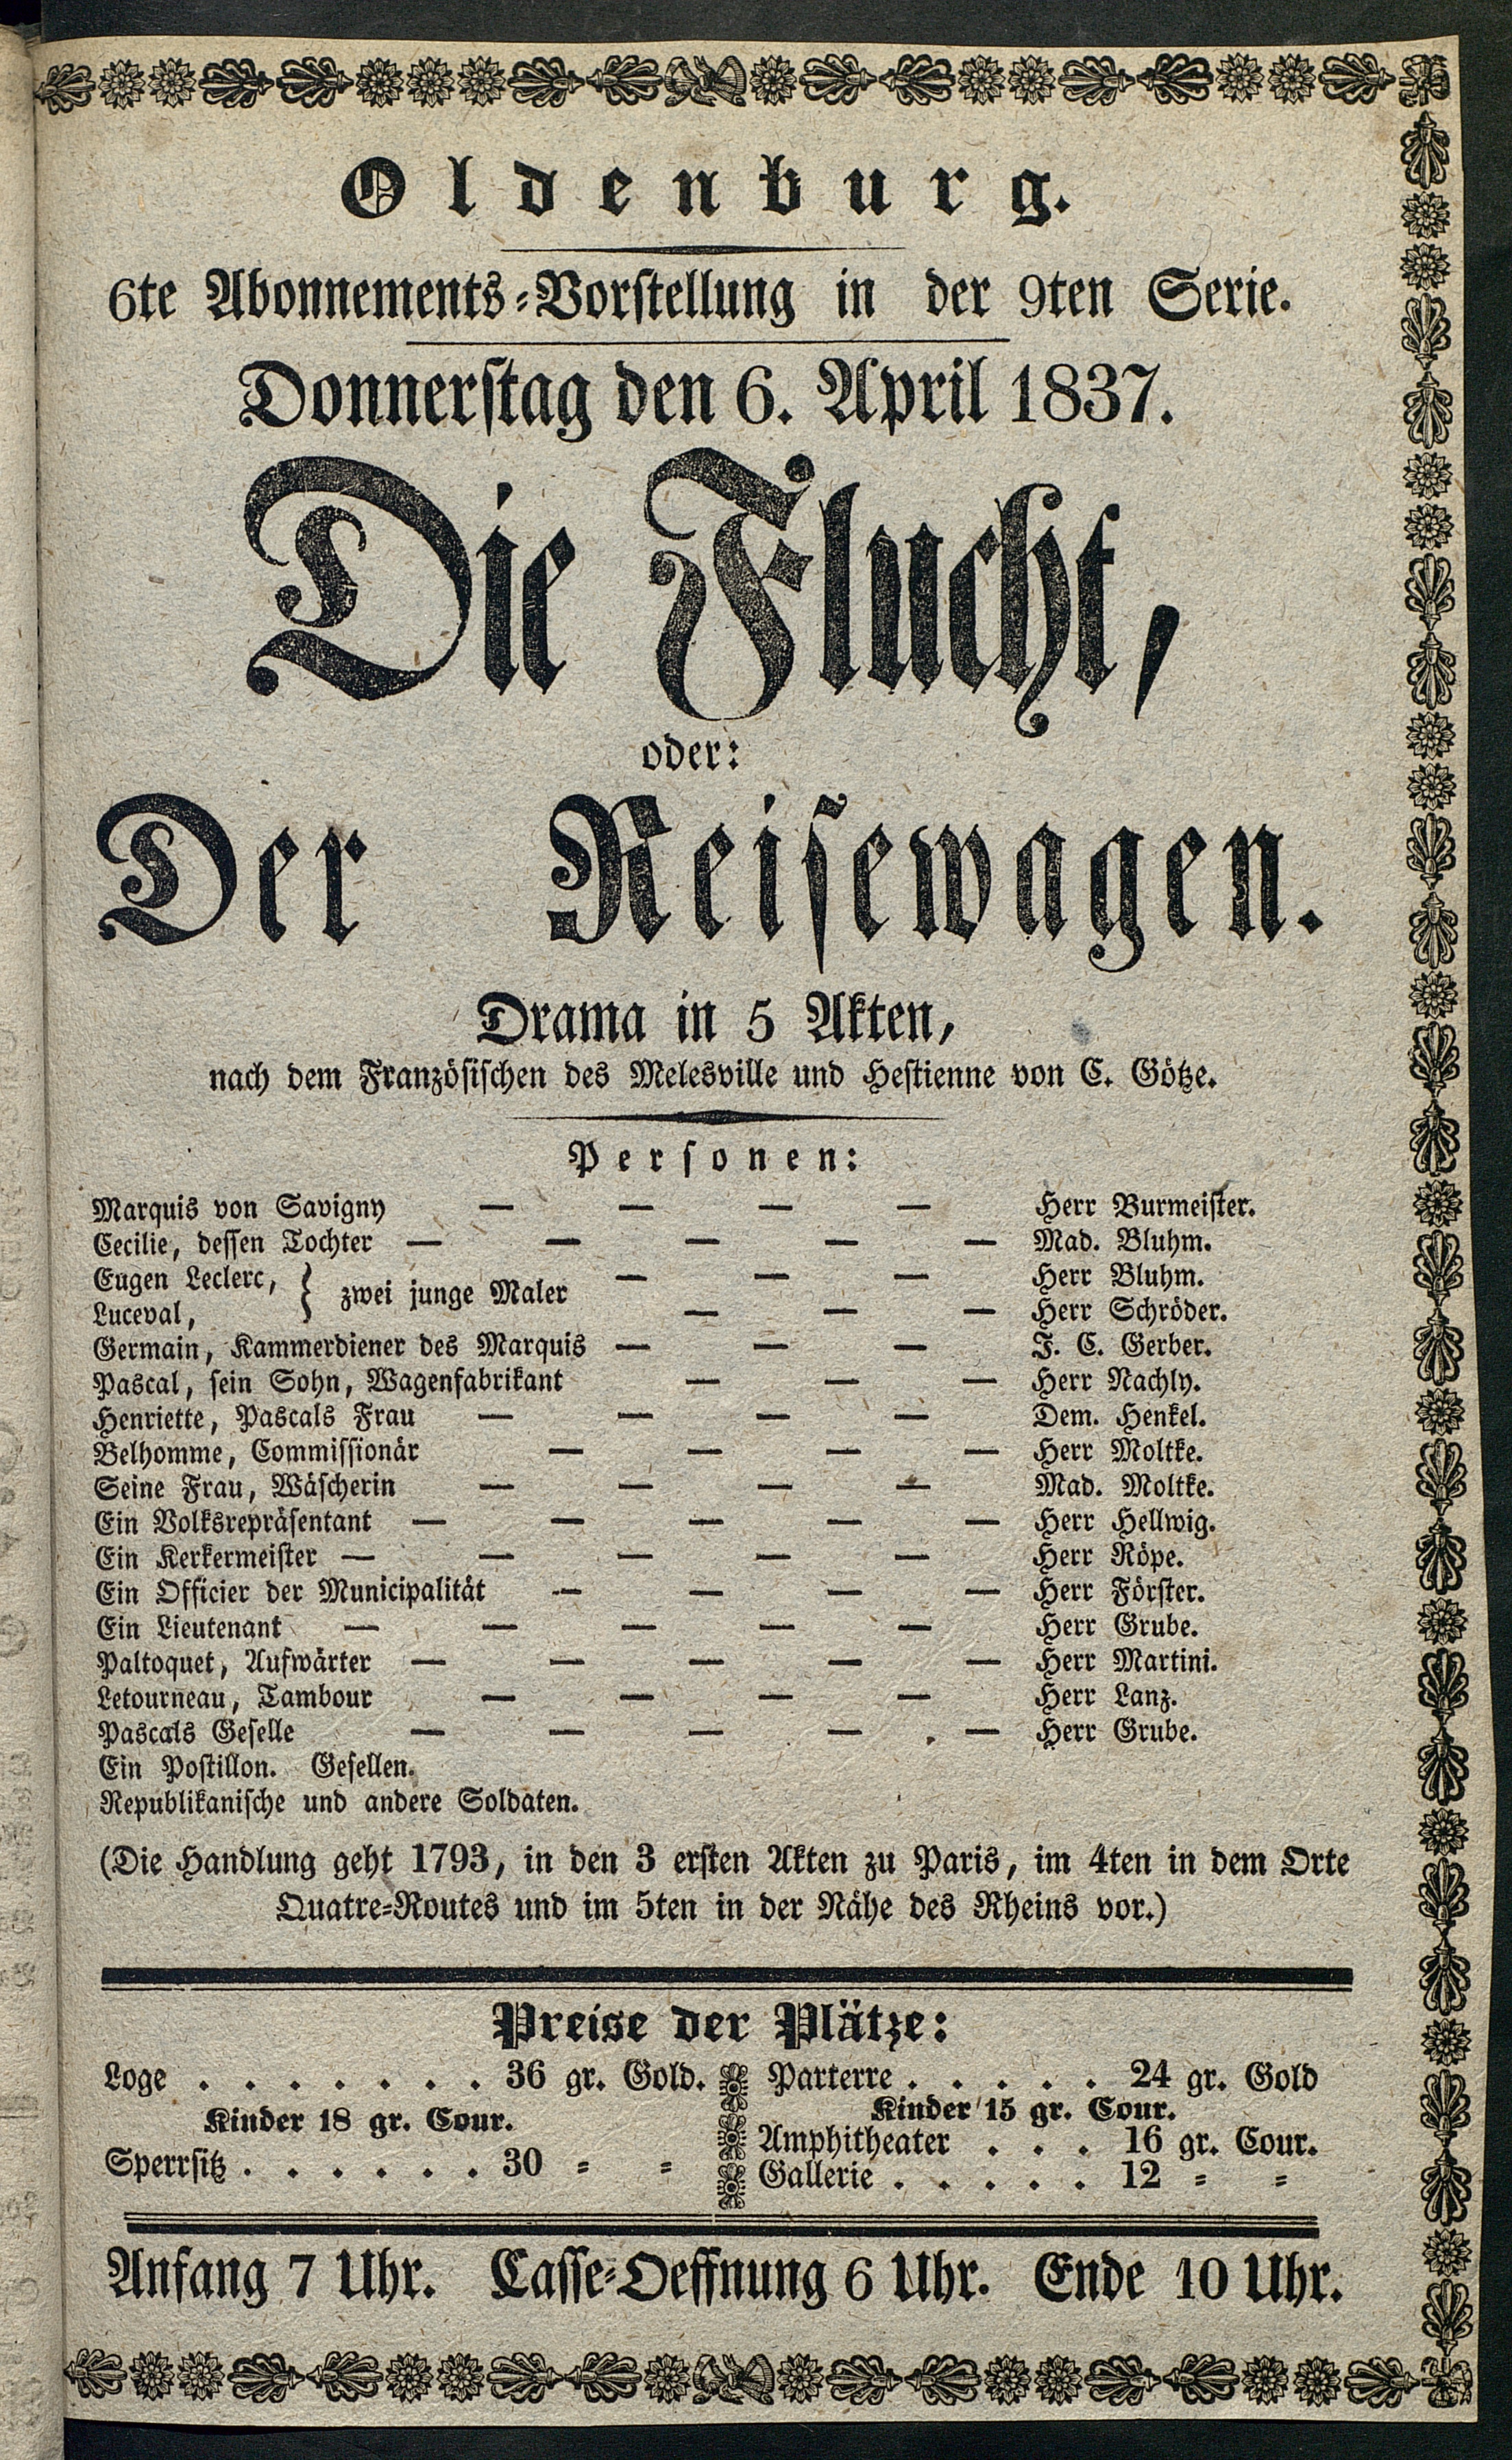 Oldenburg.
6te Abonnements-Vorstellung in der 9ten Serie.
Donnerstag den 6. April 1837.
Die Flucht,
oder:
Der Reisewagen.
Drama in 5 Akten,
nach dem Französischen des Melesville und Hestienne von C. Götze.
Personen:
Marquis von Savigny — — — — Herr Burmeister.
Cecilie, dessen Tochter — — — — — Mad. Bluhm.
Eugen Leclerc, } zwei junge Maler — — — Herr Bluhm.
Luceval, — — — Herr Schröder.
Germain, Kammerdiener des Marquis — — — J. C. Gerber.
Pascal, sein Sohn, Wagenfabrikant — — — Herr Nachly.
Henriette, Pascals Frau — — — — Dem. Henkel.
Belhomme, Commissionär — — — — Herr Moltke.
Seine Frau, Wäscherin — — — — Mad. Moltke.
Ein Volksrepräsentant — — — — — Herr Hellwig.
Ein Kerkermeister — — — — — Herr Röpe.
Ein Officier der Municipalität — — — — Herr Förster.
Ein Lieutenant — — — — — Herr Grube.
Paltoquet, Aufwärter — — — — — Herr Martini.
Letourneau, Tambour — — — — Herr Lanz.
Pascals Geselle — — — — — Herr Grube.
Ein Postillon. Gesellen.
Republikanische und andere Soldaten.
(Die Handlung geht 1793, in den 3 ersten Akten zu Paris, im 4ten in dem Orte
Quatre-Routes und im 5ten in der Nähe des Rheins vor.)
Preise der Plätze:
Loge . . . . . . . 36 gr. Gold.
Kinder 18 gr. Cour.
Sperrsitz . . . . . . 30 = =
Parterre . . . . . 24 gr. Gold
Kinder 15 gr. Cour.
Amphitheater . . . 16 gr. Cour.
Gallerie . . . . . 12 = =
Anfang 7 Uhr. Casse-Oeffnung 6 Uhr. Ende 10 Uhr.